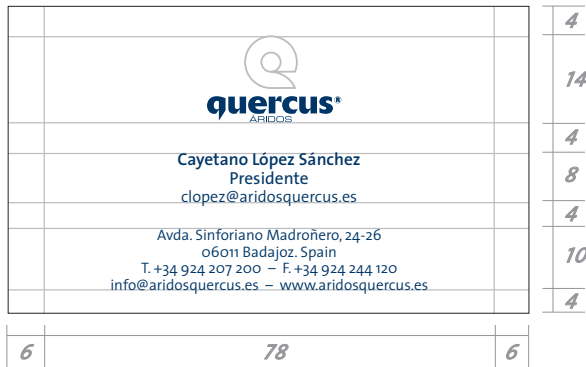 quercus®
ÁRIDOS
Cayetano López Sánchez
Presidente
clopez@aridosquercus.es
Avda. Sinforiano Madroñero, 24-26
06011 Badajoz. Spain
T. +34 924 207 200 – F. +34 924 244 120
info@aridosquercus.es – www.aridosquercus.es
4
14
4
8
4
10
4
6 78 6